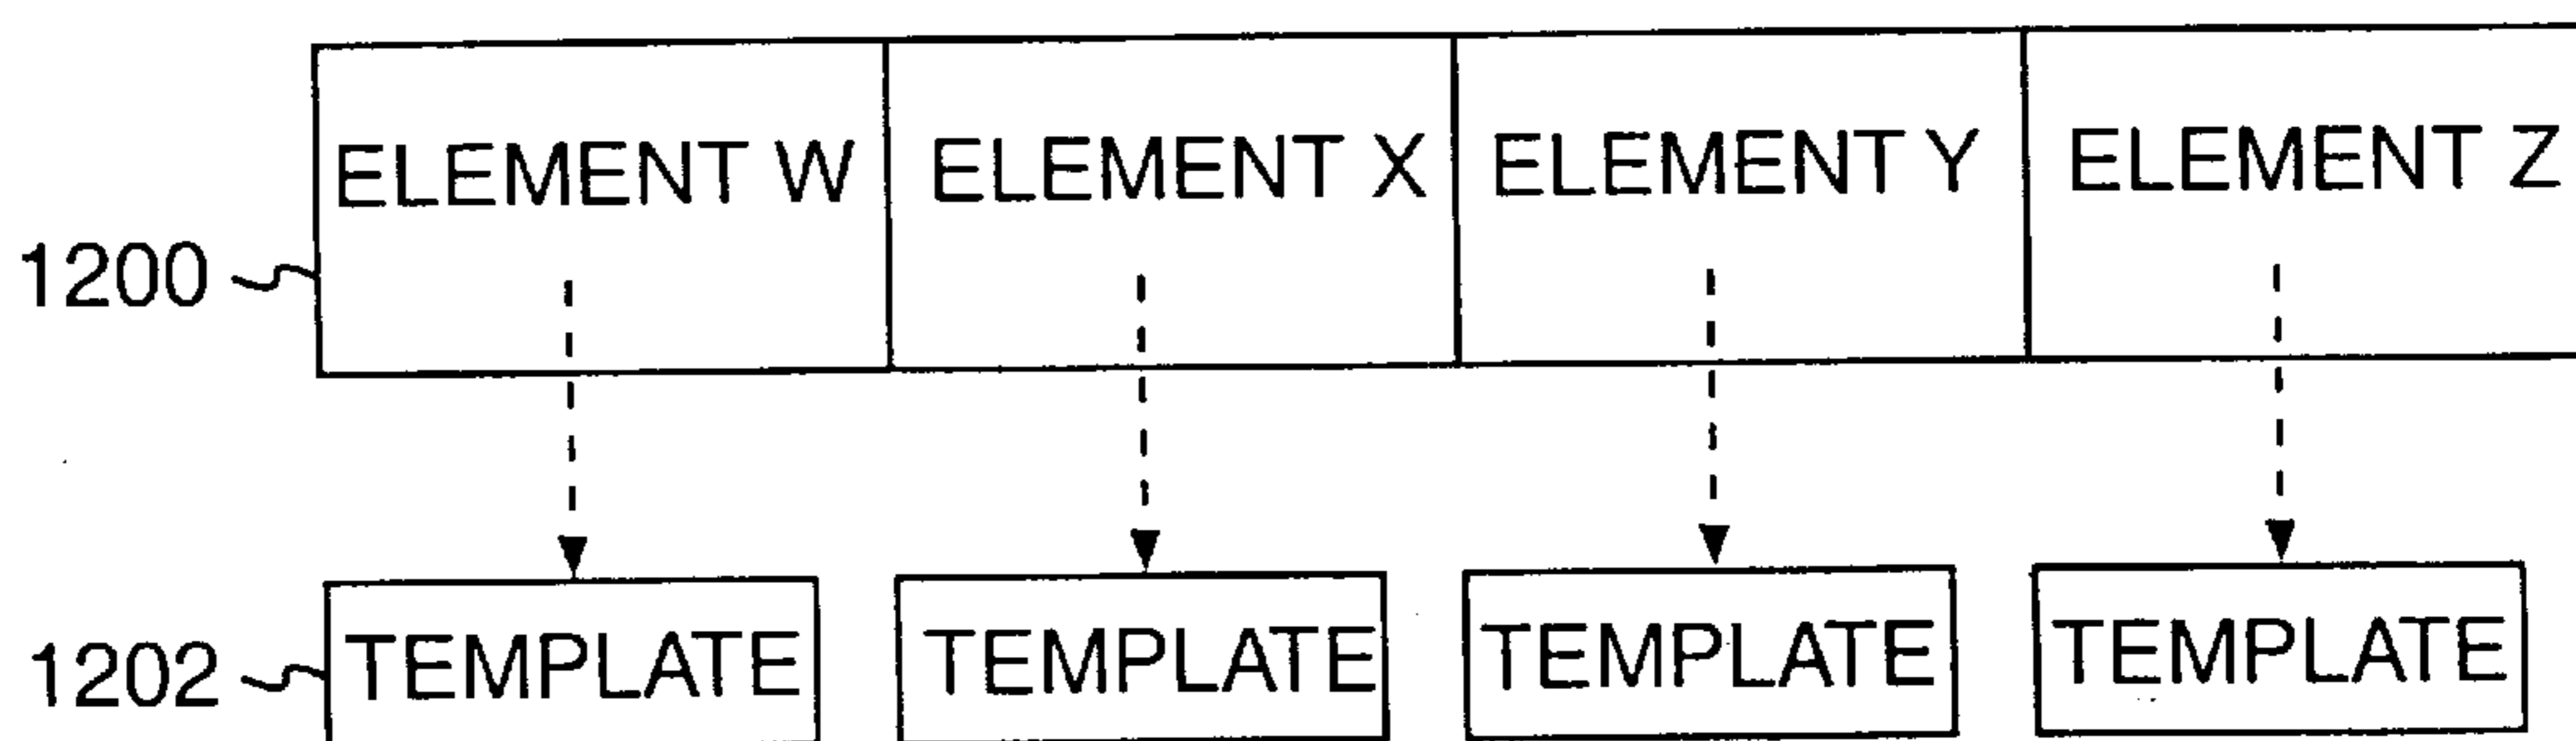 ELEMENT W ELEMENT X ELEMENT Y ELEMENT Z
1200
1202 TEMPLATE TEMPLATE TEMPLATE TEMPLATE